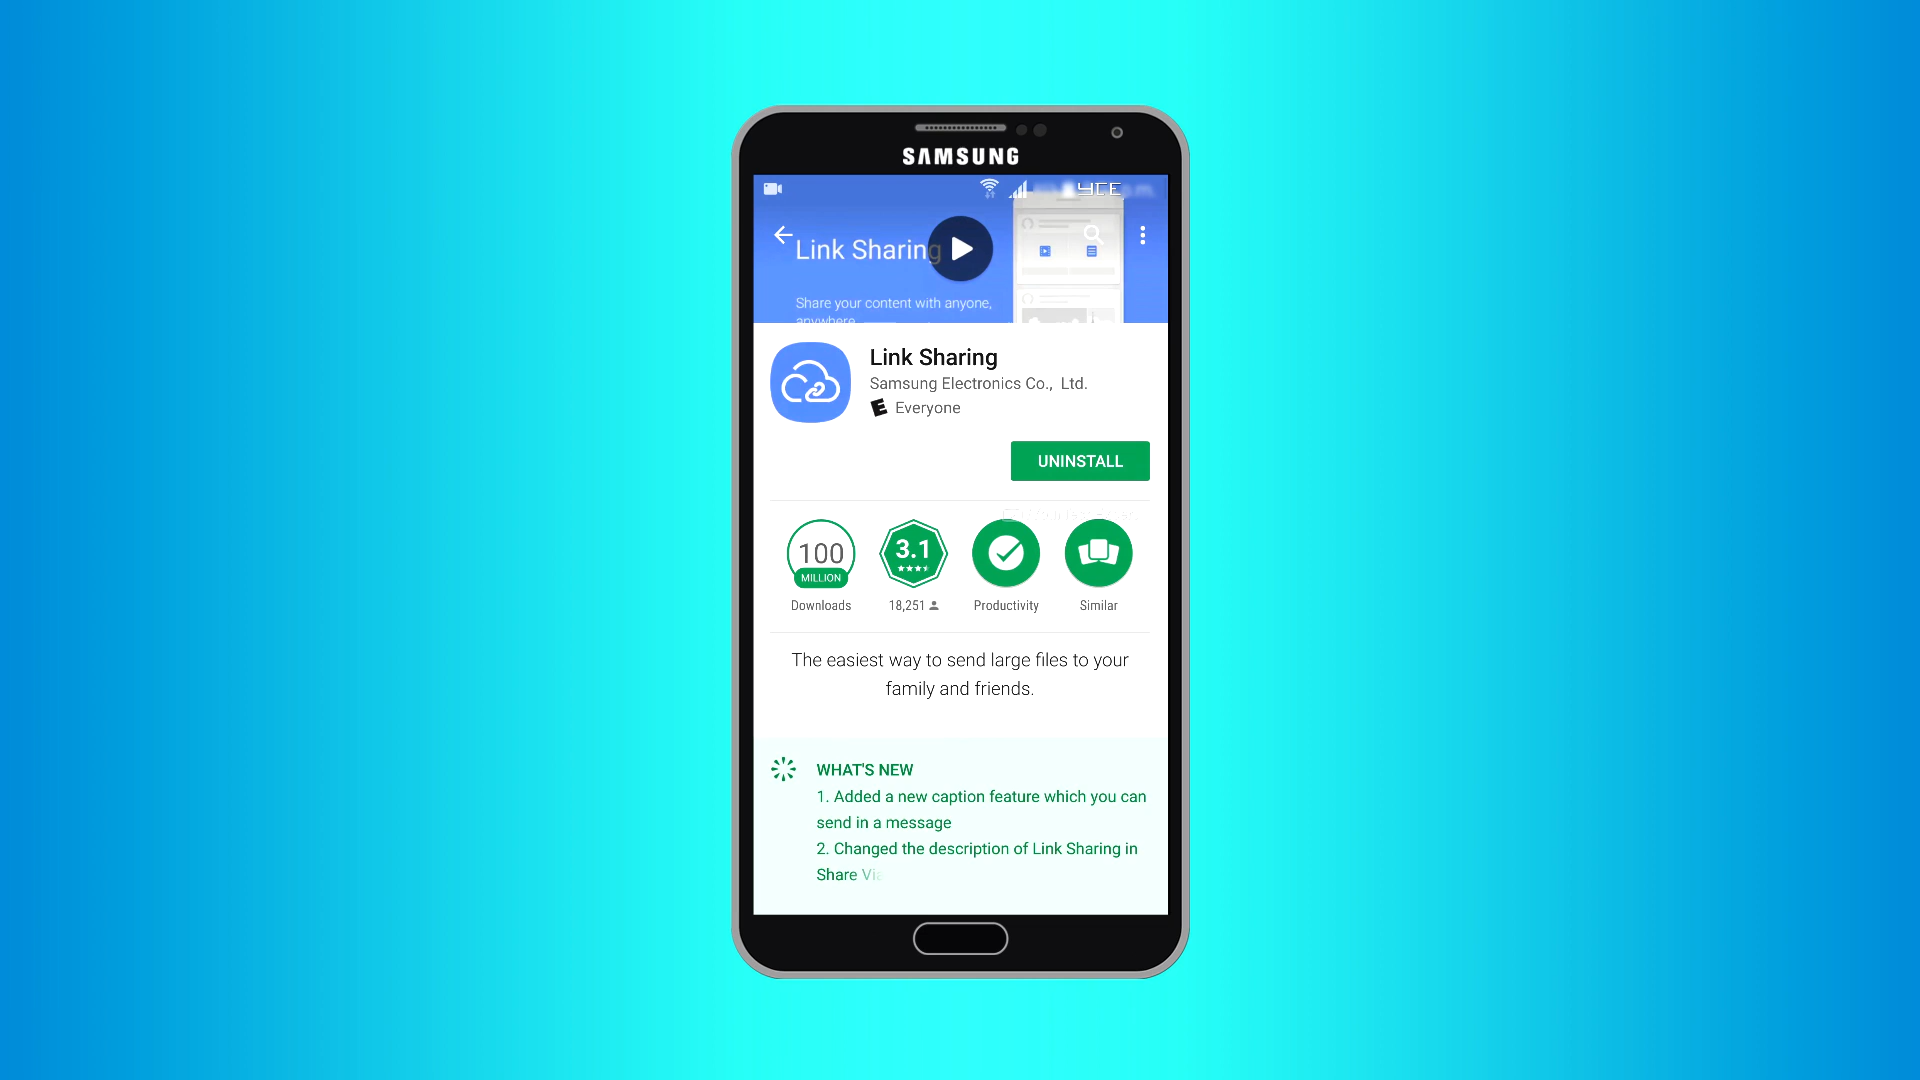 SAMSUNG
Link Sharing
Share your content with anyone,
anywhere
Link Sharing
Samsung Electronics Co., Ltd.
E Everyone
UNINSTALL
100
MILLION
Downloads
3.1
18,251
Productivity
Similar
The easiest way to send large files to your
family and friends.
WHAT'S NEW
1. Added a new caption feature which you can
send in a message
2. Changed the description of Link Sharing in
Share Via